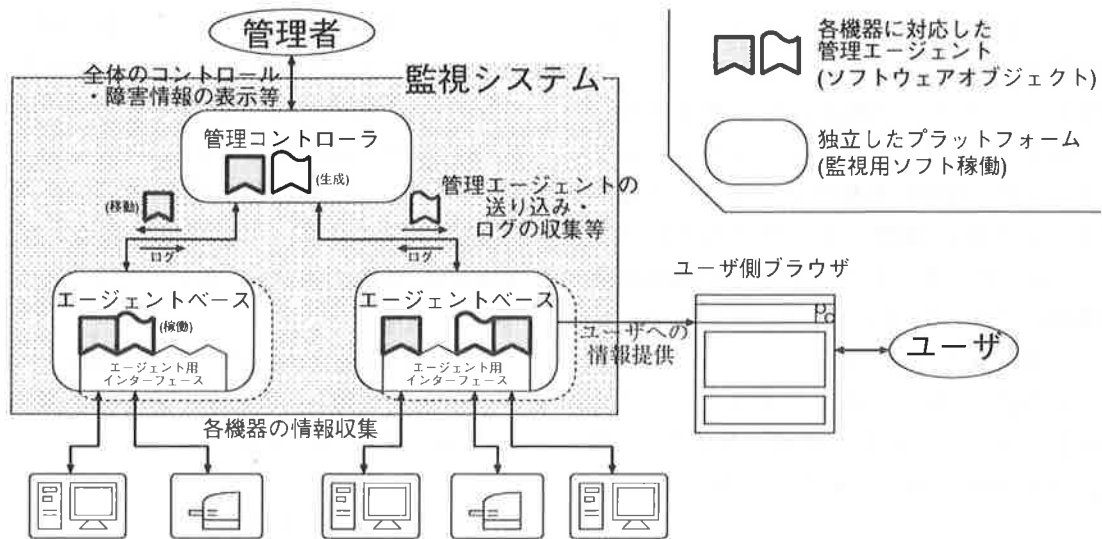 管理者
全体のコントロール
・障害情報の表示等
監視システム
管理コントローラ
(生成)
管理エージェントの
送り込み・
ログの収集等
(移動)
ログ
ログ
エージェントベース
(稼働)
エージェント用
インターフェース
エージェントベース
エージェント用
インターフェース
ユーザへの
情報提供
各機器の情報収集
ユーザ側ブラウザ
ユーザ
各機器に対応した
管理エージェント
(ソフトウェアオブジェクト)
独立したプラットフォーム
(監視用ソフト稼働)